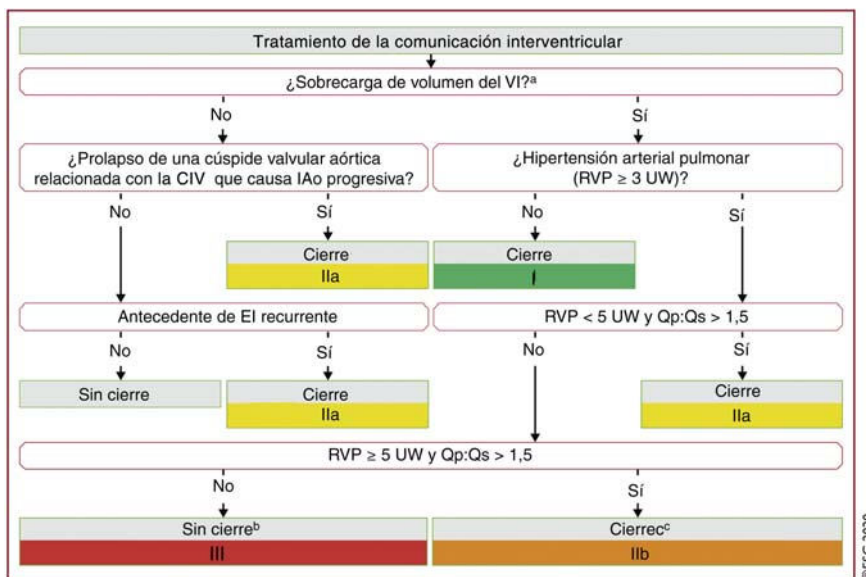 Tratamiento de la comunicación interventricular
¿Sobrecarga de volumen del VI?ᵃ
No
Sí
¿Prolapso de una cúspide valvular aórtica
relacionada con la CIV que causa IAo progresiva?
¿Hipertensión arterial pulmonar
(RVP ≥ 3 UW)?
No
Sí
No
Sí
Cierre
IIa
Cierre
I
Antecedente de EI recurrente
RVP < 5 UW y Qp:Qs > 1,5
No
Sí
No
Sí
Sin cierre
Cierre
IIa
Cierre
IIa
RVP ≥ 5 UW y Qp:Qs > 1,5
No
Sí
Sin cierreᵇ
III
Cierrecᶜ
IIb
©ESC 2020